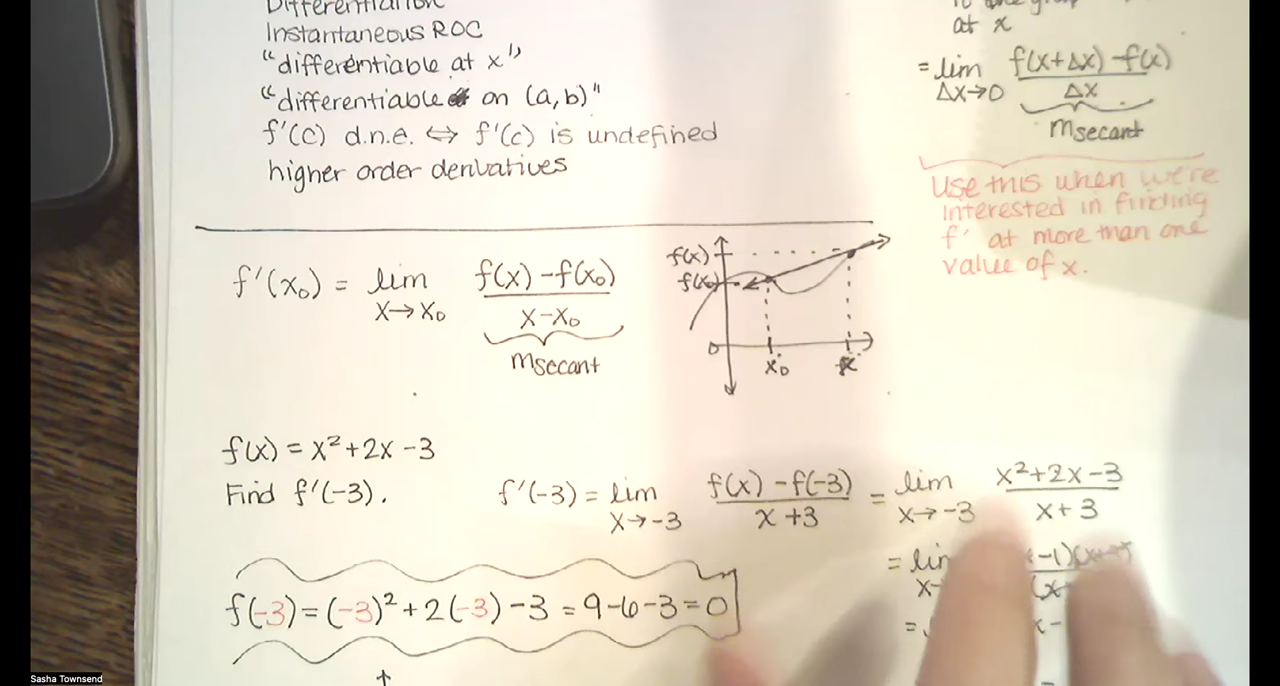 Differentiation
Instantaneous ROC
"differentiable at x"
"differentiable on (a,b)"
f'(c) d.n.e. ⟺ f'(c) is undefined
higher order derivatives
at x
= lim Δx→0 f(x+Δx) - f(x) / Δx
msecant
Use this when we're
interested in finding
f' at more than one
value of x.
f'(x₀) = lim x→x₀ f(x) - f(x₀) / x - x₀
msecant
f(x)
f(x₀)
0
x₀
x
f(x) = x² + 2x - 3
Find f'(-3).
f'(-3) = lim x→-3 f(x) - f(-3) / x + 3 = lim x→-3 x² + 2x - 3 / x + 3
= lim
f(-3) = (-3)² + 2(-3) - 3 = 9 - 6 - 3 = 0
Sasha Townsend